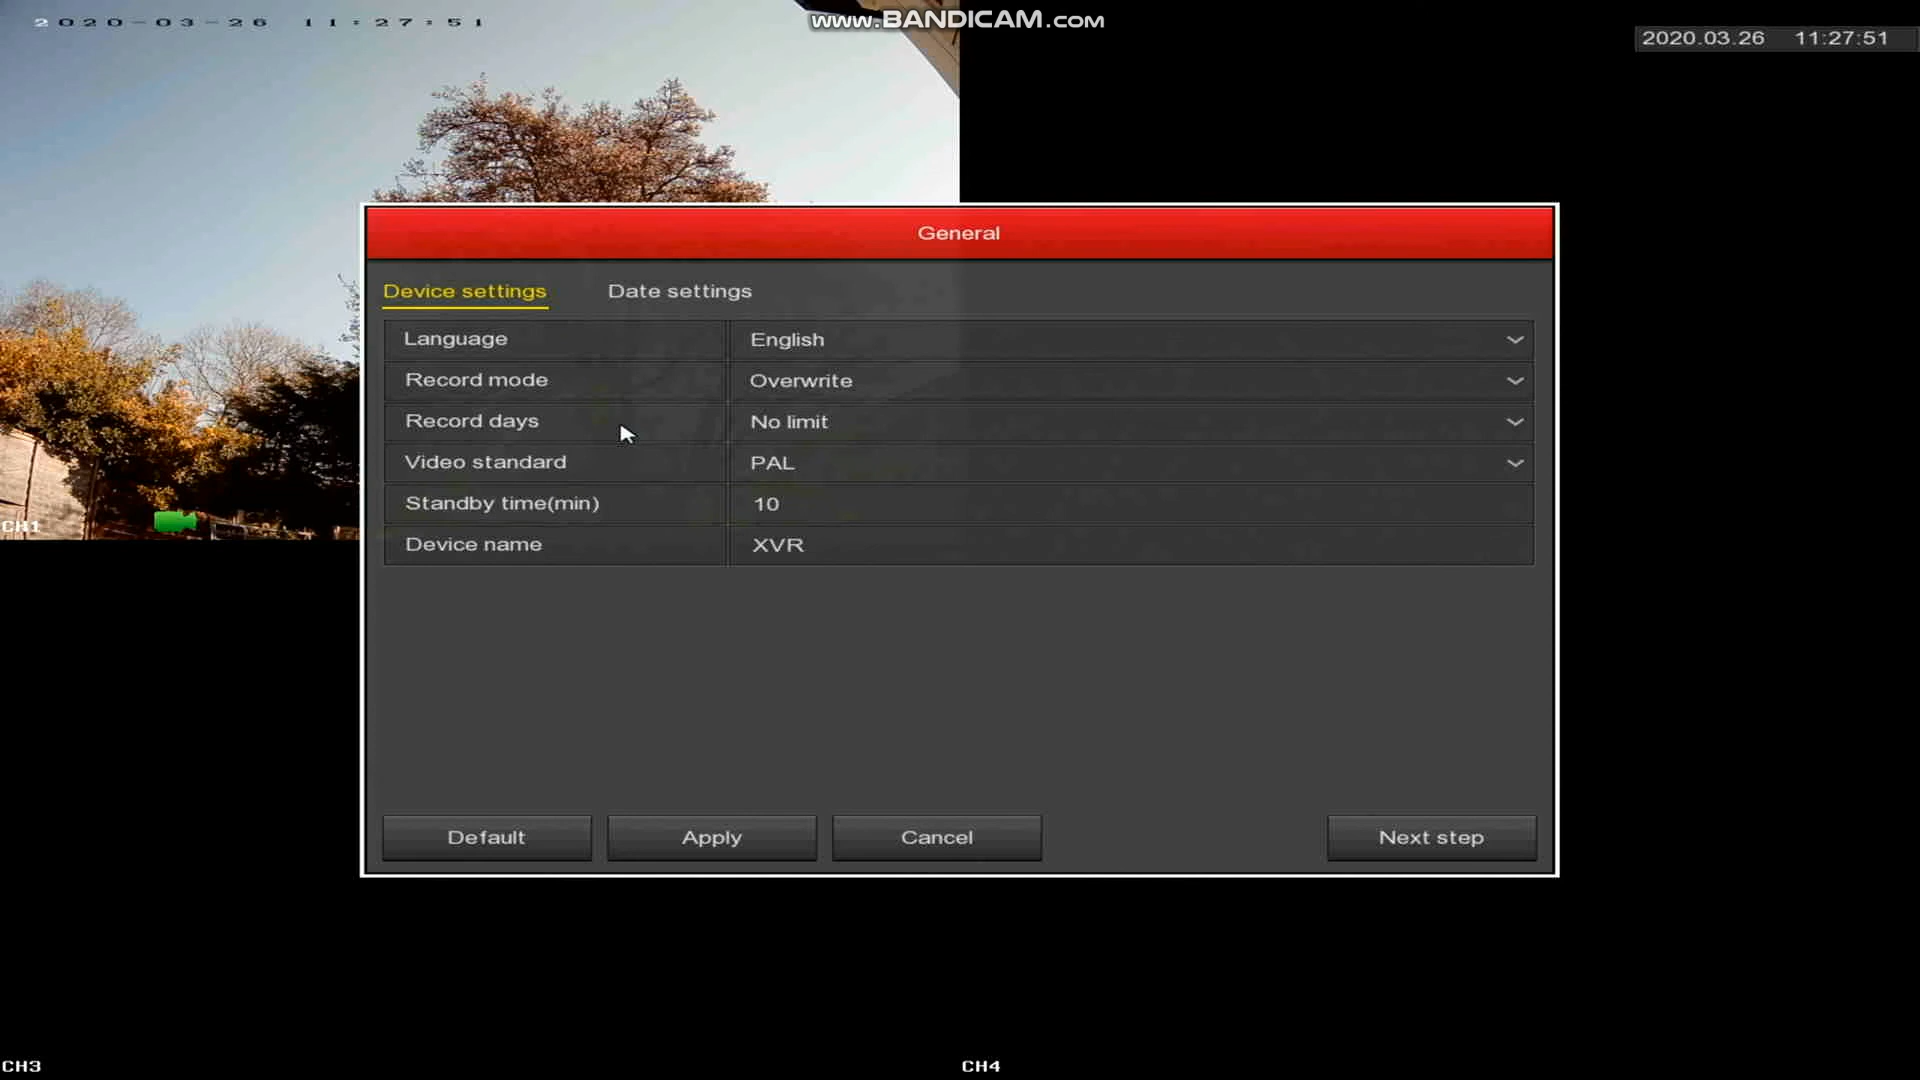 2020-03-26 11:27:51
www.BANDICAM.com
2020.03.26 11:27:51
General
Device settings Date settings
Language English
Record mode Overwrite
Record days No limit
Video standard PAL
Standby time(min) 10
Device name XVR
CH1
Default Apply Cancel Next step
CH3 CH4